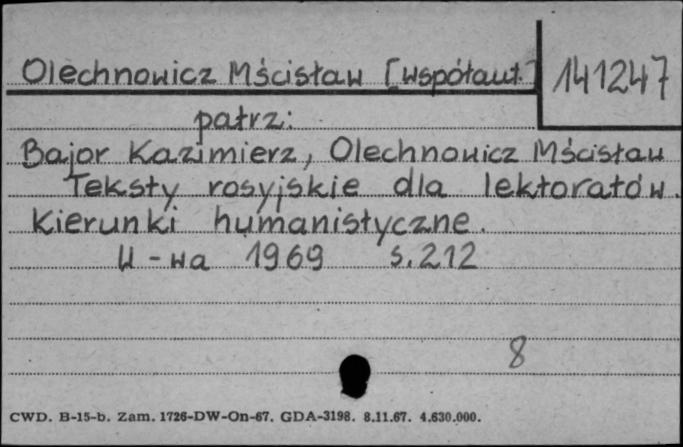 Olechnowicz Mścisław [współaut.] 141247
patrz:
Bajor Kazimierz, Olechnowicz Mścisław
Teksty rosyjskie dla lektoratów.
Kierunki humanistyczne.
W-wa 1969 s. 212
8
CWD. B-15-b. Zam. 1726-DW-On-67. GDA-3198. 8.11.67. 4.630.000.